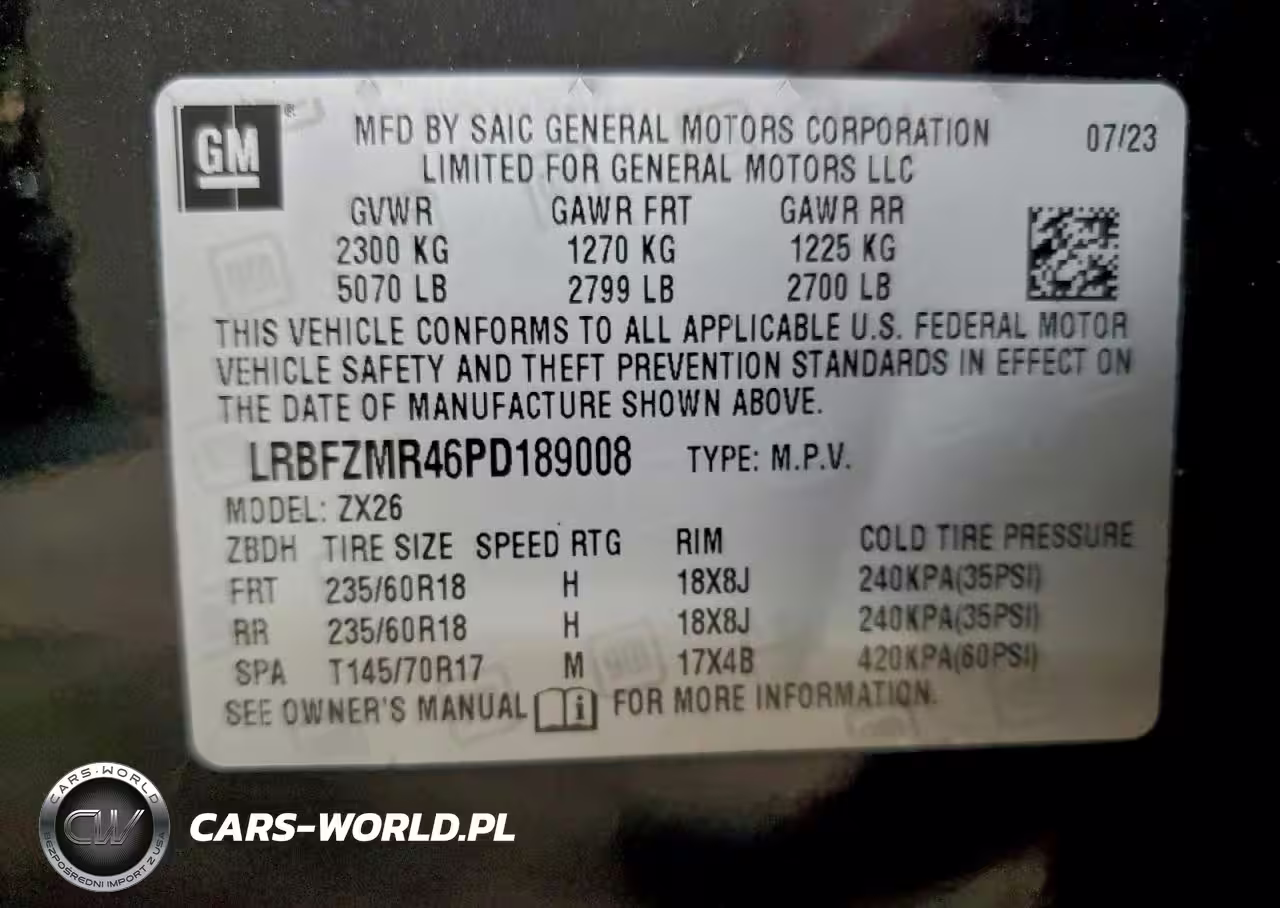 GM ®
MFD BY SAIC GENERAL MOTORS CORPORATION
LIMITED FOR GENERAL MOTORS LLC
07/23
GVWR GAWR FRT GAWR RR
2300 KG 1270 KG 1225 KG
5070 LB 2799 LB 2700 LB
THIS VEHICLE CONFORMS TO ALL APPLICABLE U.S. FEDERAL MOTOR
VEHICLE SAFETY AND THEFT PREVENTION STANDARDS IN EFFECT ON
THE DATE OF MANUFACTURE SHOWN ABOVE.
LRBFZMR46PD189008 TYPE: M.P.V.
MODEL: ZX26
ZBDH TIRE SIZE SPEED RTG RIM COLD TIRE PRESSURE
FRT 235/60R18 H 18X8J 240KPA(35PSI)
RR 235/60R18 H 18X8J 240KPA(35PSI)
SPA T145/70R17 M 17X4B 420KPA(60PSI)
SEE OWNER'S MANUAL i FOR MORE INFORMATION.
CARS-WORLD
CW
BEZPOŚREDNI IMPORT Z USA
CARS-WORLD.PL